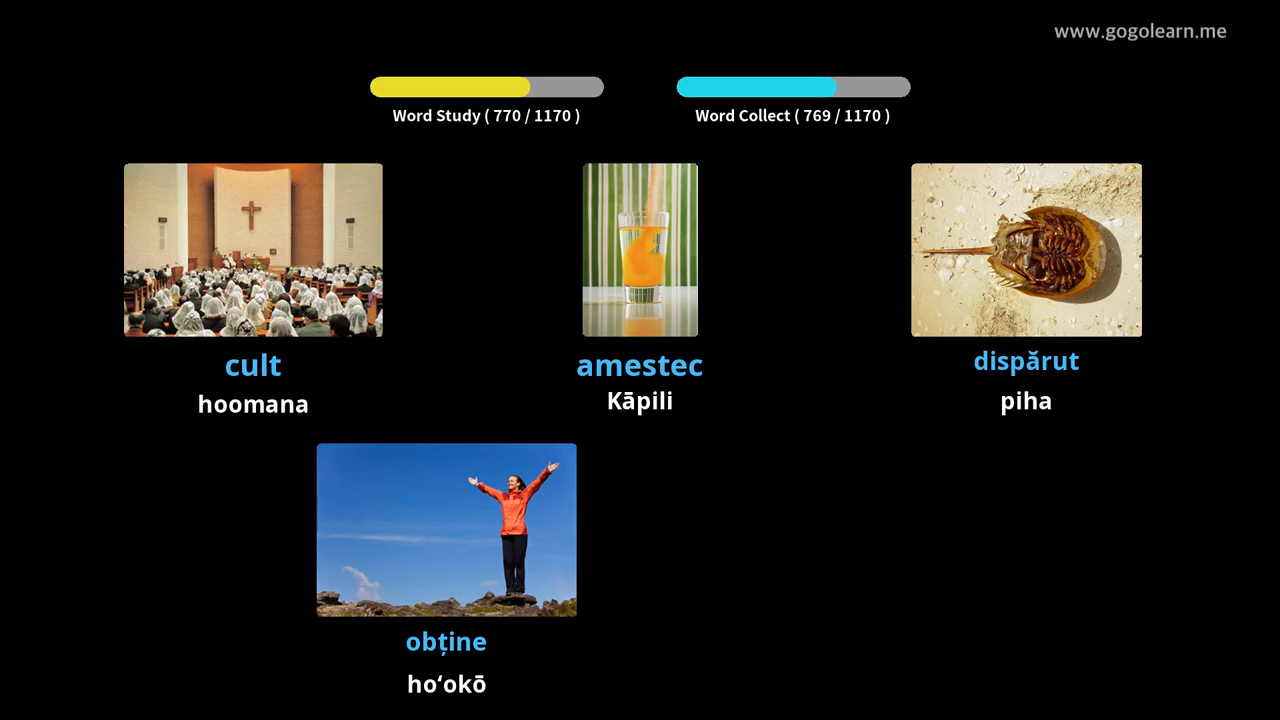 www.gogolearn.me
Word Study ( 770 / 1170 )
Word Collect ( 769 / 1170 )
cult
hoomana
amestec
Kāpili
dispărut
piha
obține
hoʻokō